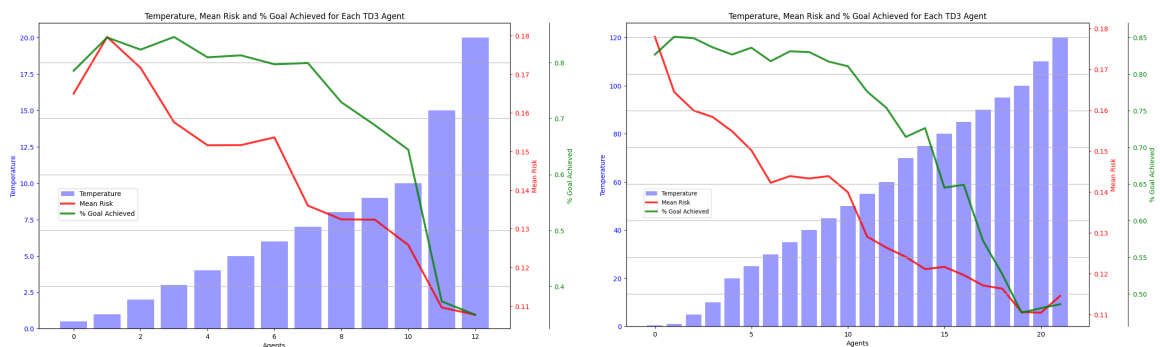 Temperature, Mean Risk and % Goal Achieved for Each TD3 Agent
20.0
17.5
15.0
12.5
10.0
7.5
5.0
2.5
0.0
Temperature
0 2 4 6 8 10 12
Agents
Temperature
Mean Risk
% Goal Achieved
0.18
0.17
0.16
0.15
0.14
0.13
0.12
0.11
Mean Risk
0.8
0.7
0.6
0.5
0.4
% Goal Achieved
Temperature, Mean Risk and % Goal Achieved for Each TD3 Agent
120
100
80
60
40
20
0
Temperature
0 5 10 15 20
Agents
Temperature
Mean Risk
% Goal Achieved
0.18
0.17
0.16
0.15
0.14
0.13
0.12
0.11
Mean Risk
0.85
0.80
0.75
0.70
0.65
0.60
0.55
0.50
% Goal Achieved